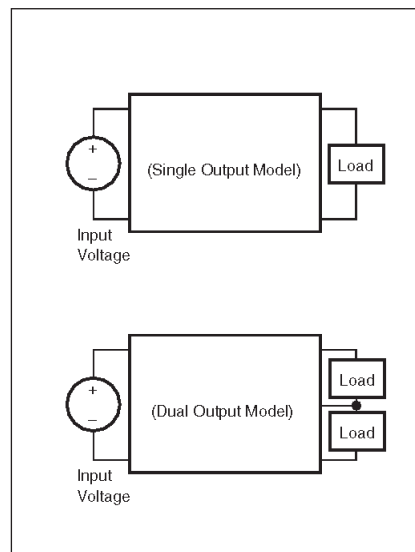 +
(Single Output Model)
Load
–
Input
Voltage
+
Load
(Dual Output Model)
–
Load
Input
Voltage